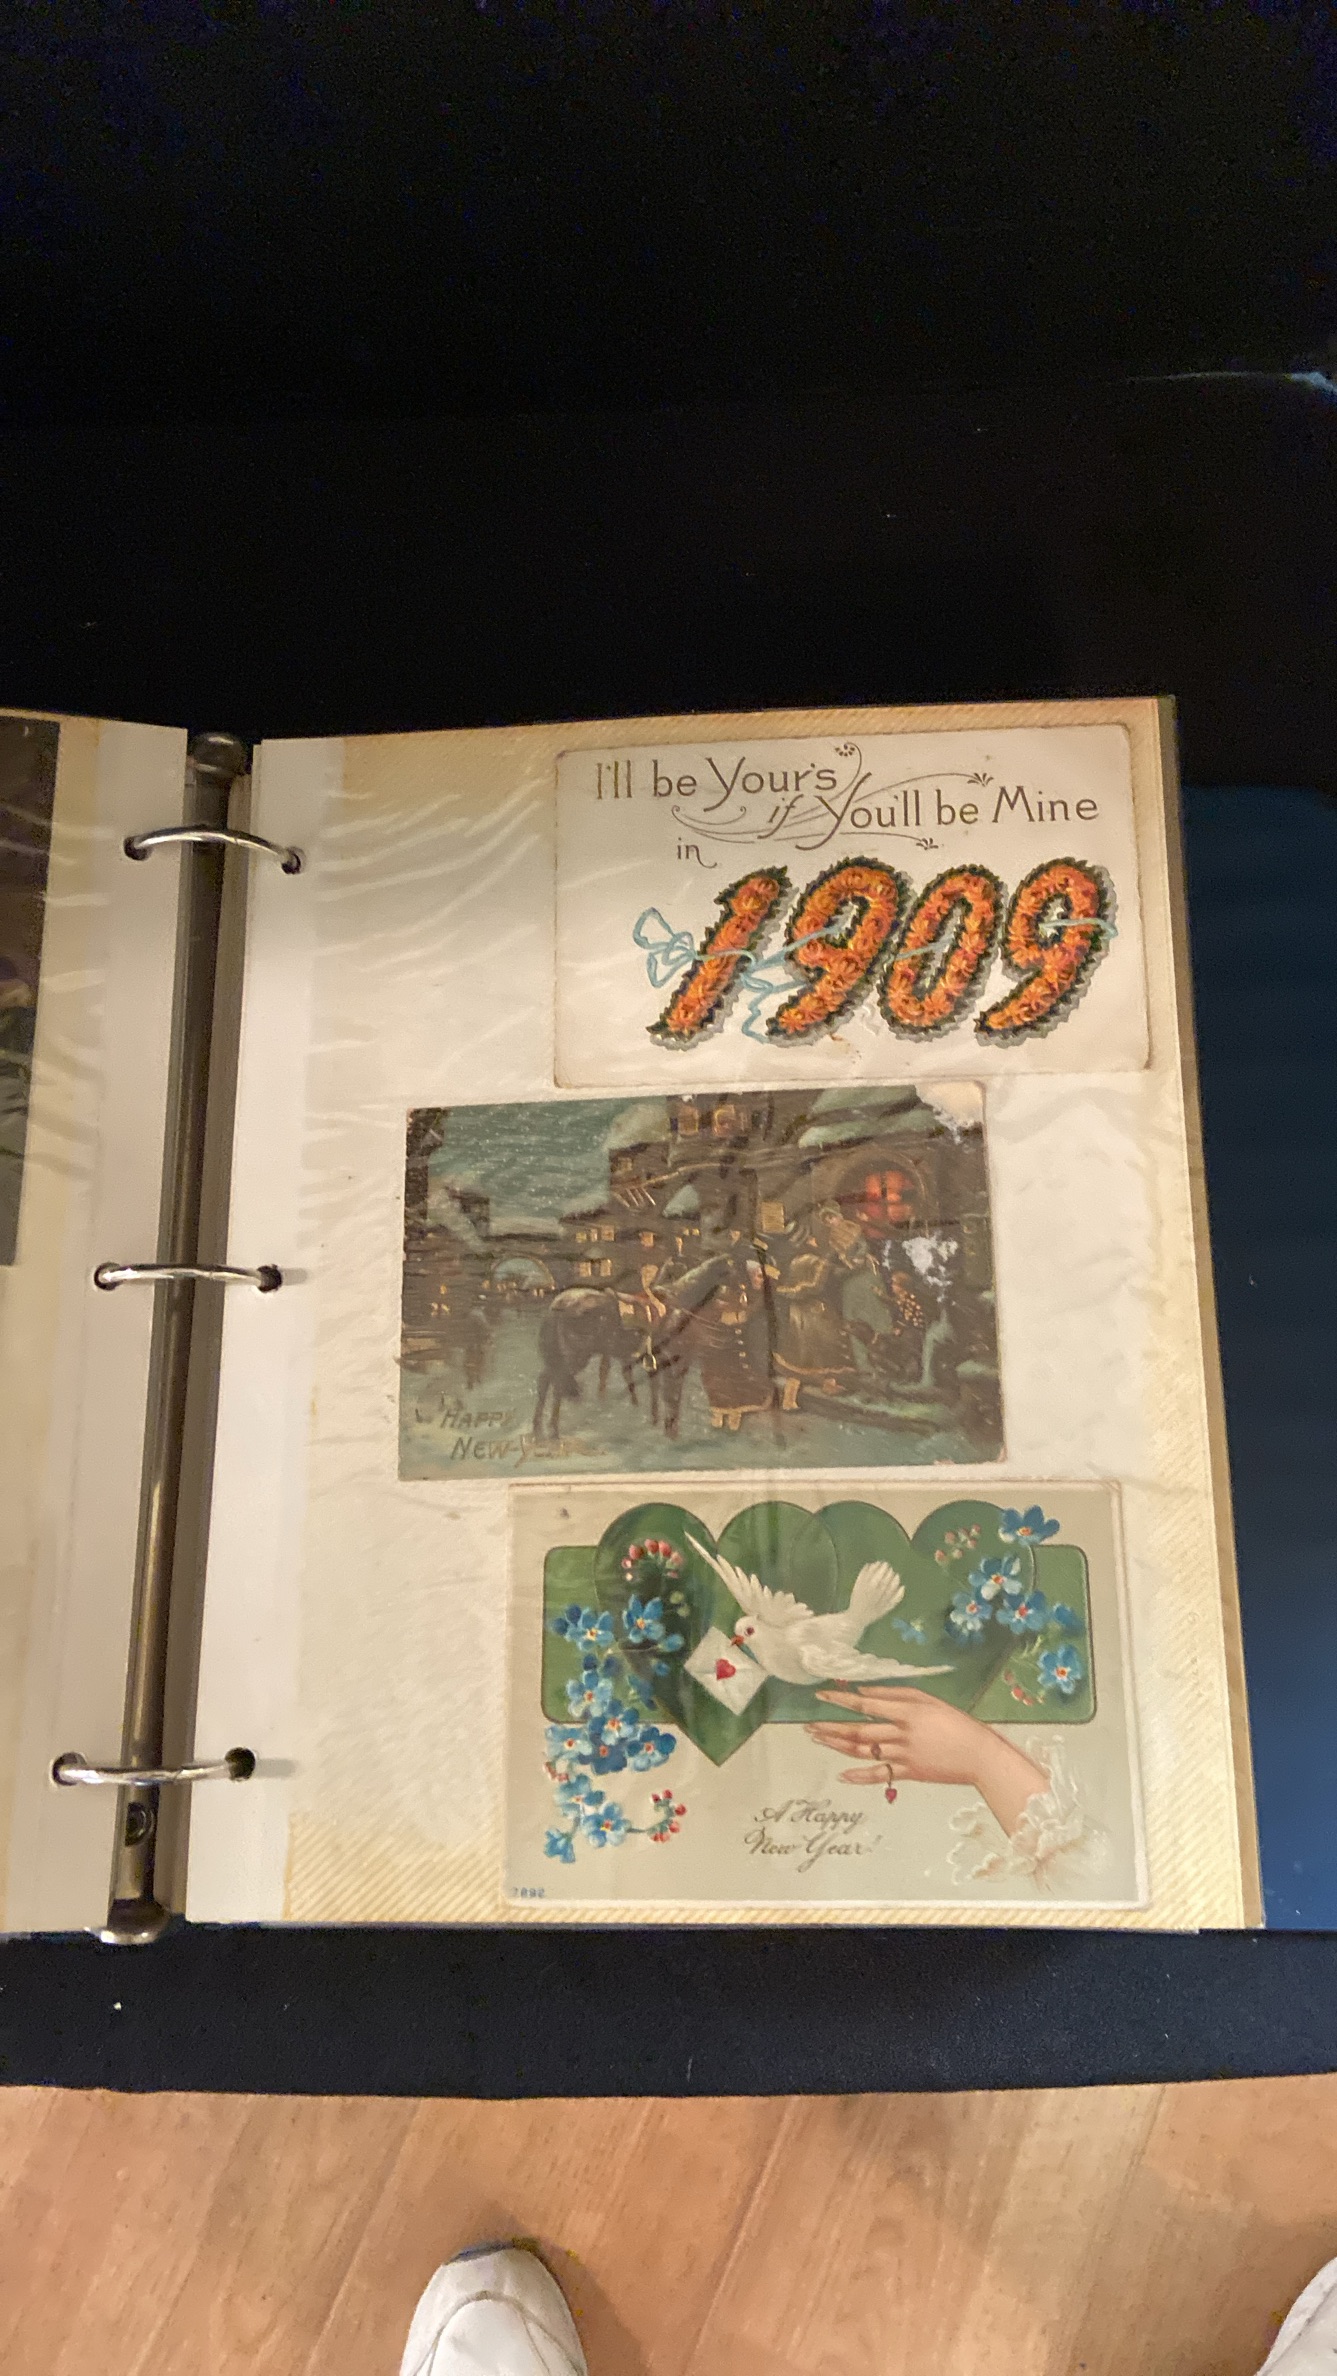 I'll be Your's
if You'll be Mine
in
1909
HAPPY
NEW-YEAR
A Happy
New Year!
7892